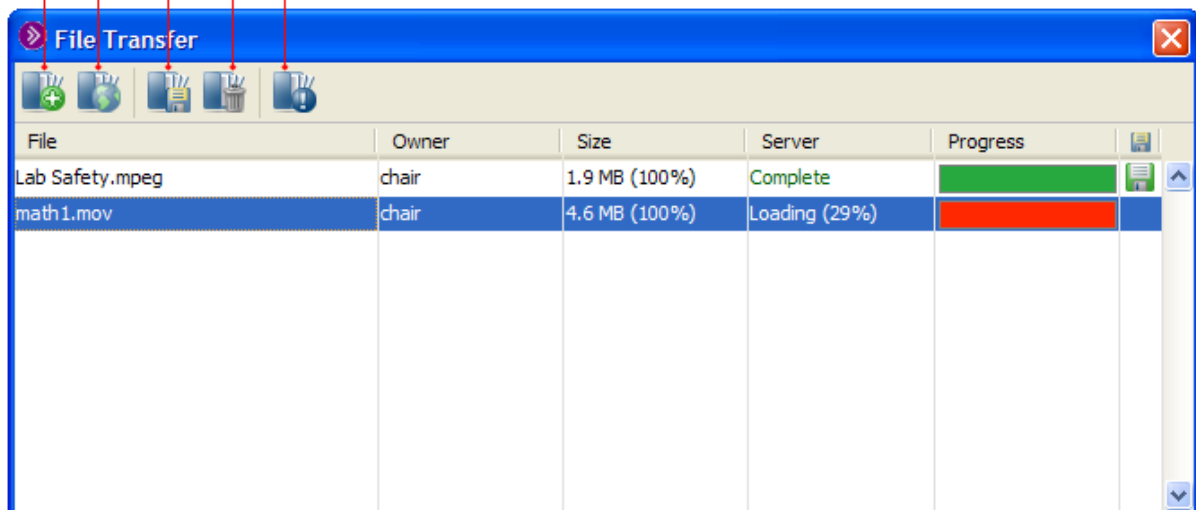 File Transfer
File Owner Size Server Progress
Lab Safety.mpeg chair 1.9 MB (100%) Complete
math1.mov chair 4.6 MB (100%) Loading (29%)